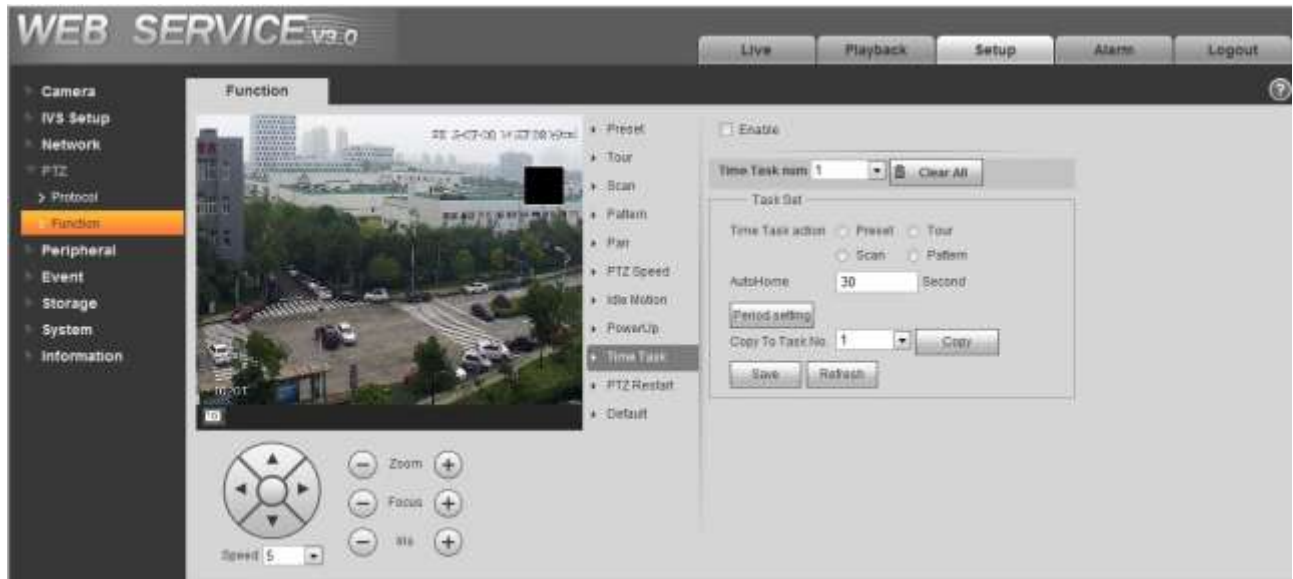 WEB SERVICE V3.0
Live
Playback
Setup
Alarm
Logout
Camera
IVS Setup
Network
PTZ
Protocol
Function
Peripheral
Event
Storage
System
Information
Function
Preset
Tour
Scan
Pattern
Pan
PTZ Speed
Idle Motion
PowerUp
Time Task
PTZ Restart
Default
Enable
Time Task num 1 Clear All
Task Set
Time Task action Preset Tour
Scan Pattern
AutoHome 30 Second
Period setting
Copy To Task No. 1 Copy
Save Refresh
Zoom
Focus
Iris
Speed 5